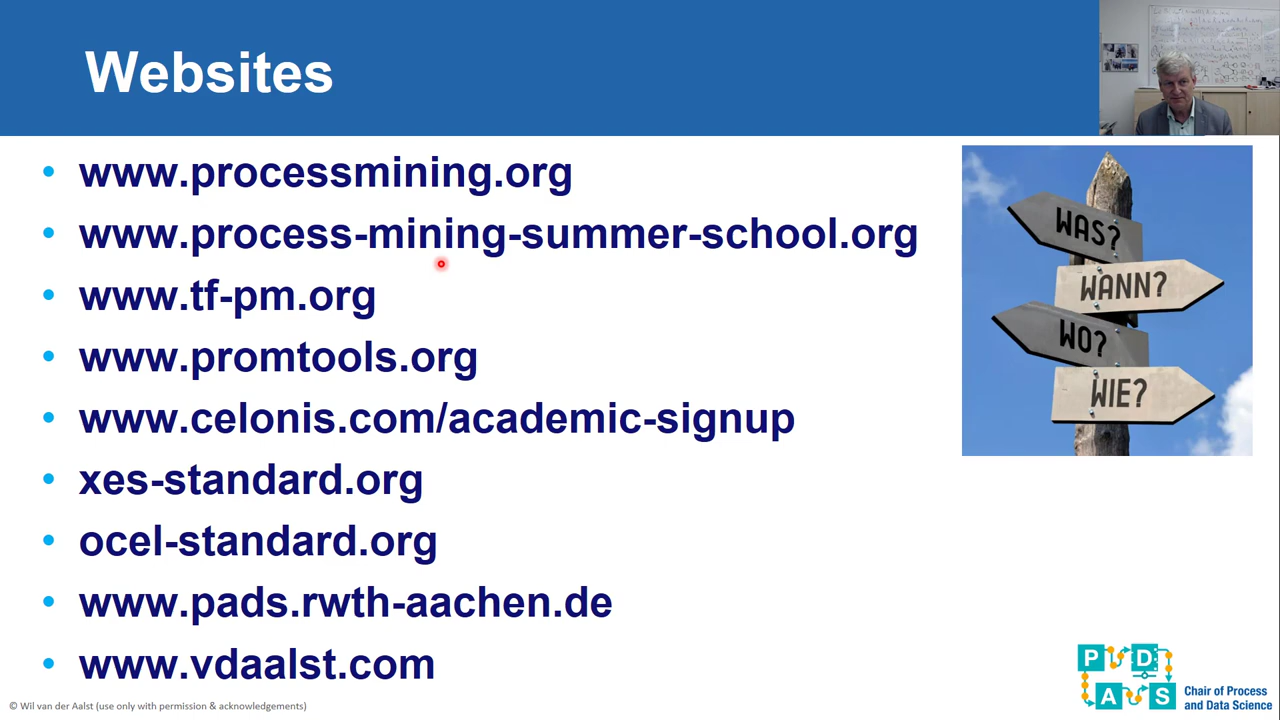 Websites
www.processmining.org
www.process-mining-summer-school.org
www.tf-pm.org
www.promtools.org
www.celonis.com/academic-signup
xes-standard.org
ocel-standard.org
www.pads.rwth-aachen.de
www.vdaalst.com
WAS?
WANN?
WO?
WIE?
© Wil van der Aalst (use only with permission & acknowledgements)
P D
A S
Chair of Process
and Data Science